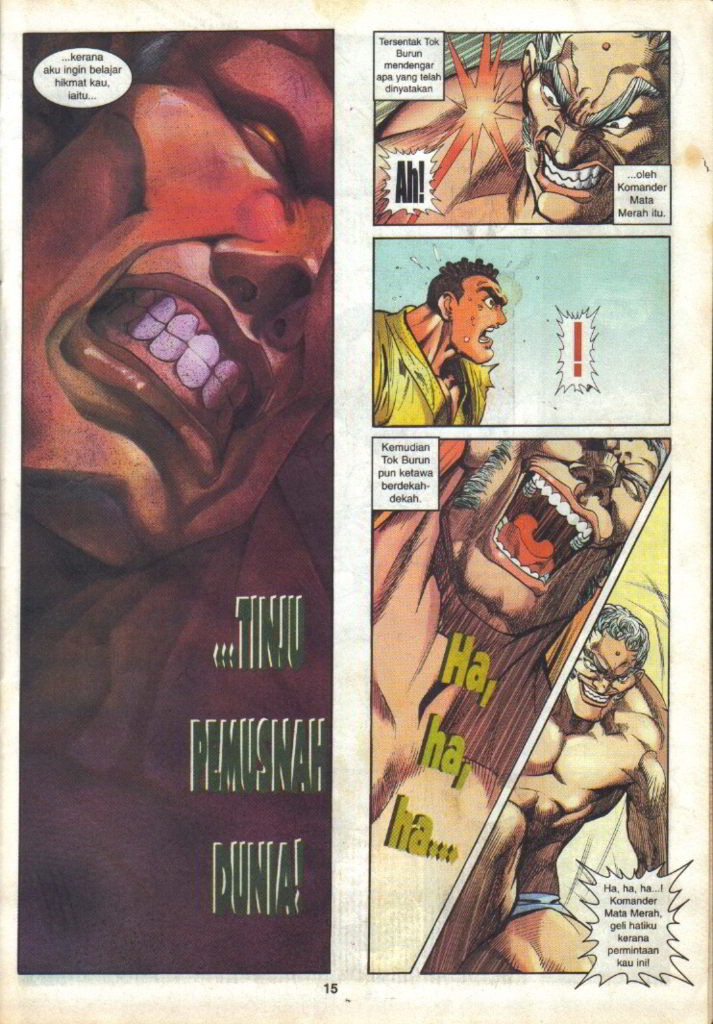 ...kerana
aku ingin belajar
hikmat kau,
iaitu...
...TINJU
PEMUSNAH
DUNIA!
Tersentak Tok
Burun
mendengar
apa yang telah
dinyatakan
Ah!
...oleh
Komander
Mata
Merah itu.
!
Kemudian
Tok Burun
pun ketawa
berdekah-
dekah.
Ha,
ha,
ha....
Ha, ha, ha...!
Komander
Mata Merah,
geli hatiku
kerana
permintaan
kau ini!
15